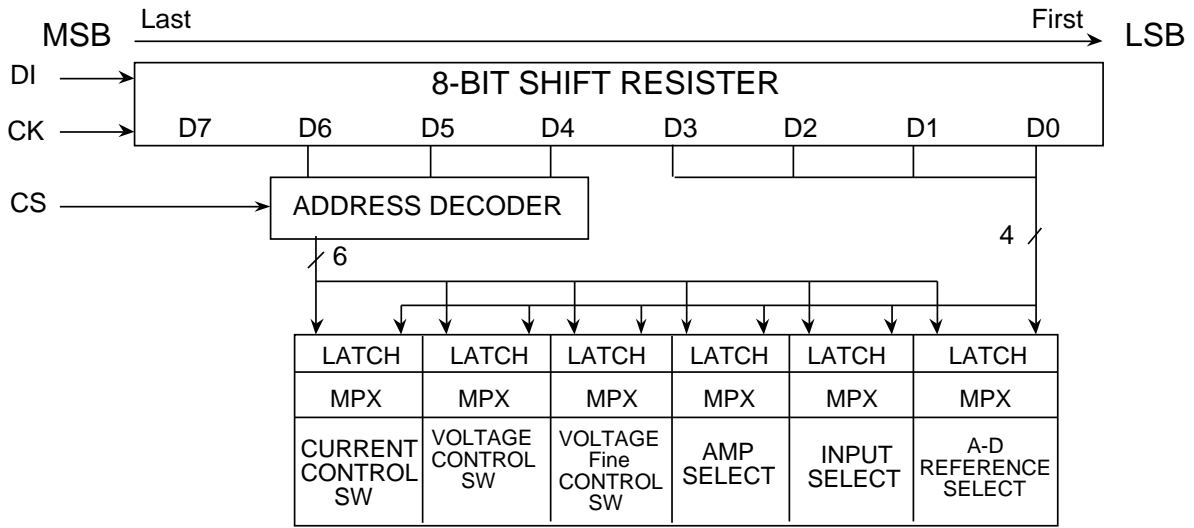 Last First
MSB LSB
DI
8-BIT SHIFT RESISTER
CK D7 D6 D5 D4 D3 D2 D1 D0
CS
ADDRESS DECODER
6
4
LATCH LATCH LATCH LATCH LATCH LATCH
MPX MPX MPX MPX MPX MPX
CURRENT CONTROL SW
VOLTAGE CONTROL SW
VOLTAGE Fine CONTROL SW
AMP SELECT
INPUT SELECT
A-D REFERENCE SELECT